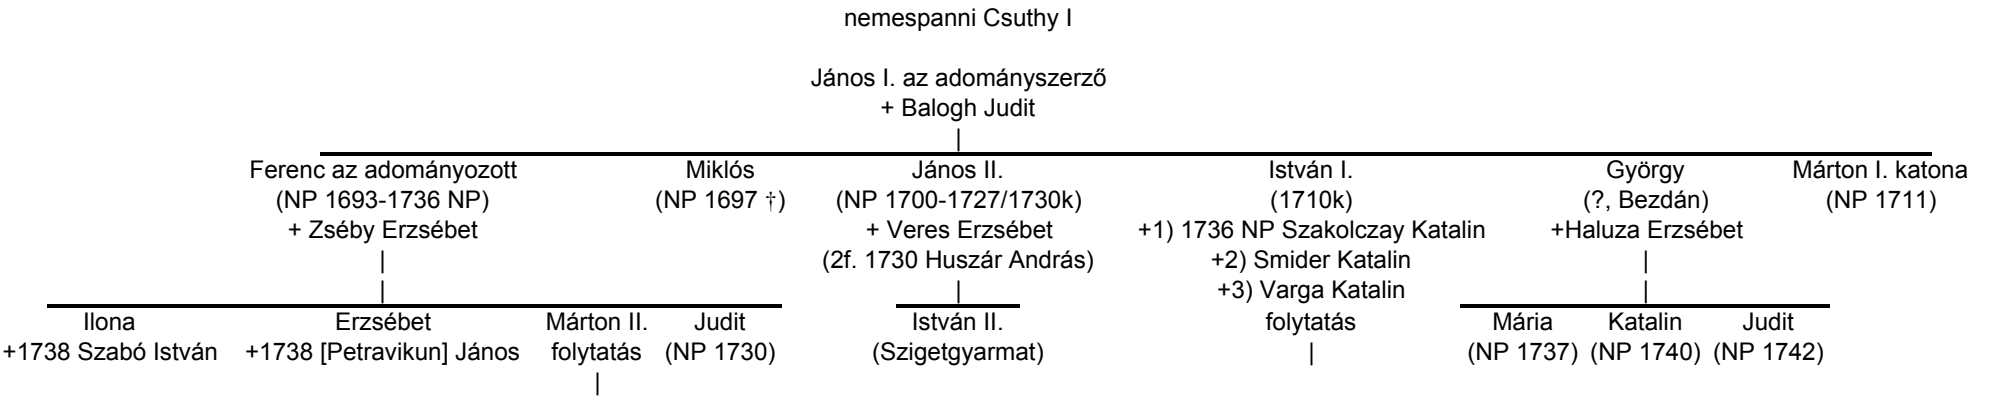 nemespanni Csuthy I
János I. az adományszerző
+ Balogh Judit
|
Ferenc az adományozott Miklós János II. István I. György Márton I. katona
(NP 1693-1736 NP) (NP 1697 †) (NP 1700-1727/1730k) (1710k) (?, Bezdán) (NP 1711)
+ Zséby Erzsébet + Veres Erzsébet +1) 1736 NP Szakolczay Katalin +Haluza Erzsébet
| (2f. 1730 Huszár András) +2) Smider Katalin |
| | +3) Varga Katalin |
Ilona Erzsébet Márton II. Judit István II. folytatás Mária Katalin Judit
+1738 Szabó István +1738 [Petravikun] János folytatás (NP 1730) (Szigetgyarmat) | (NP 1737) (NP 1740) (NP 1742)
|